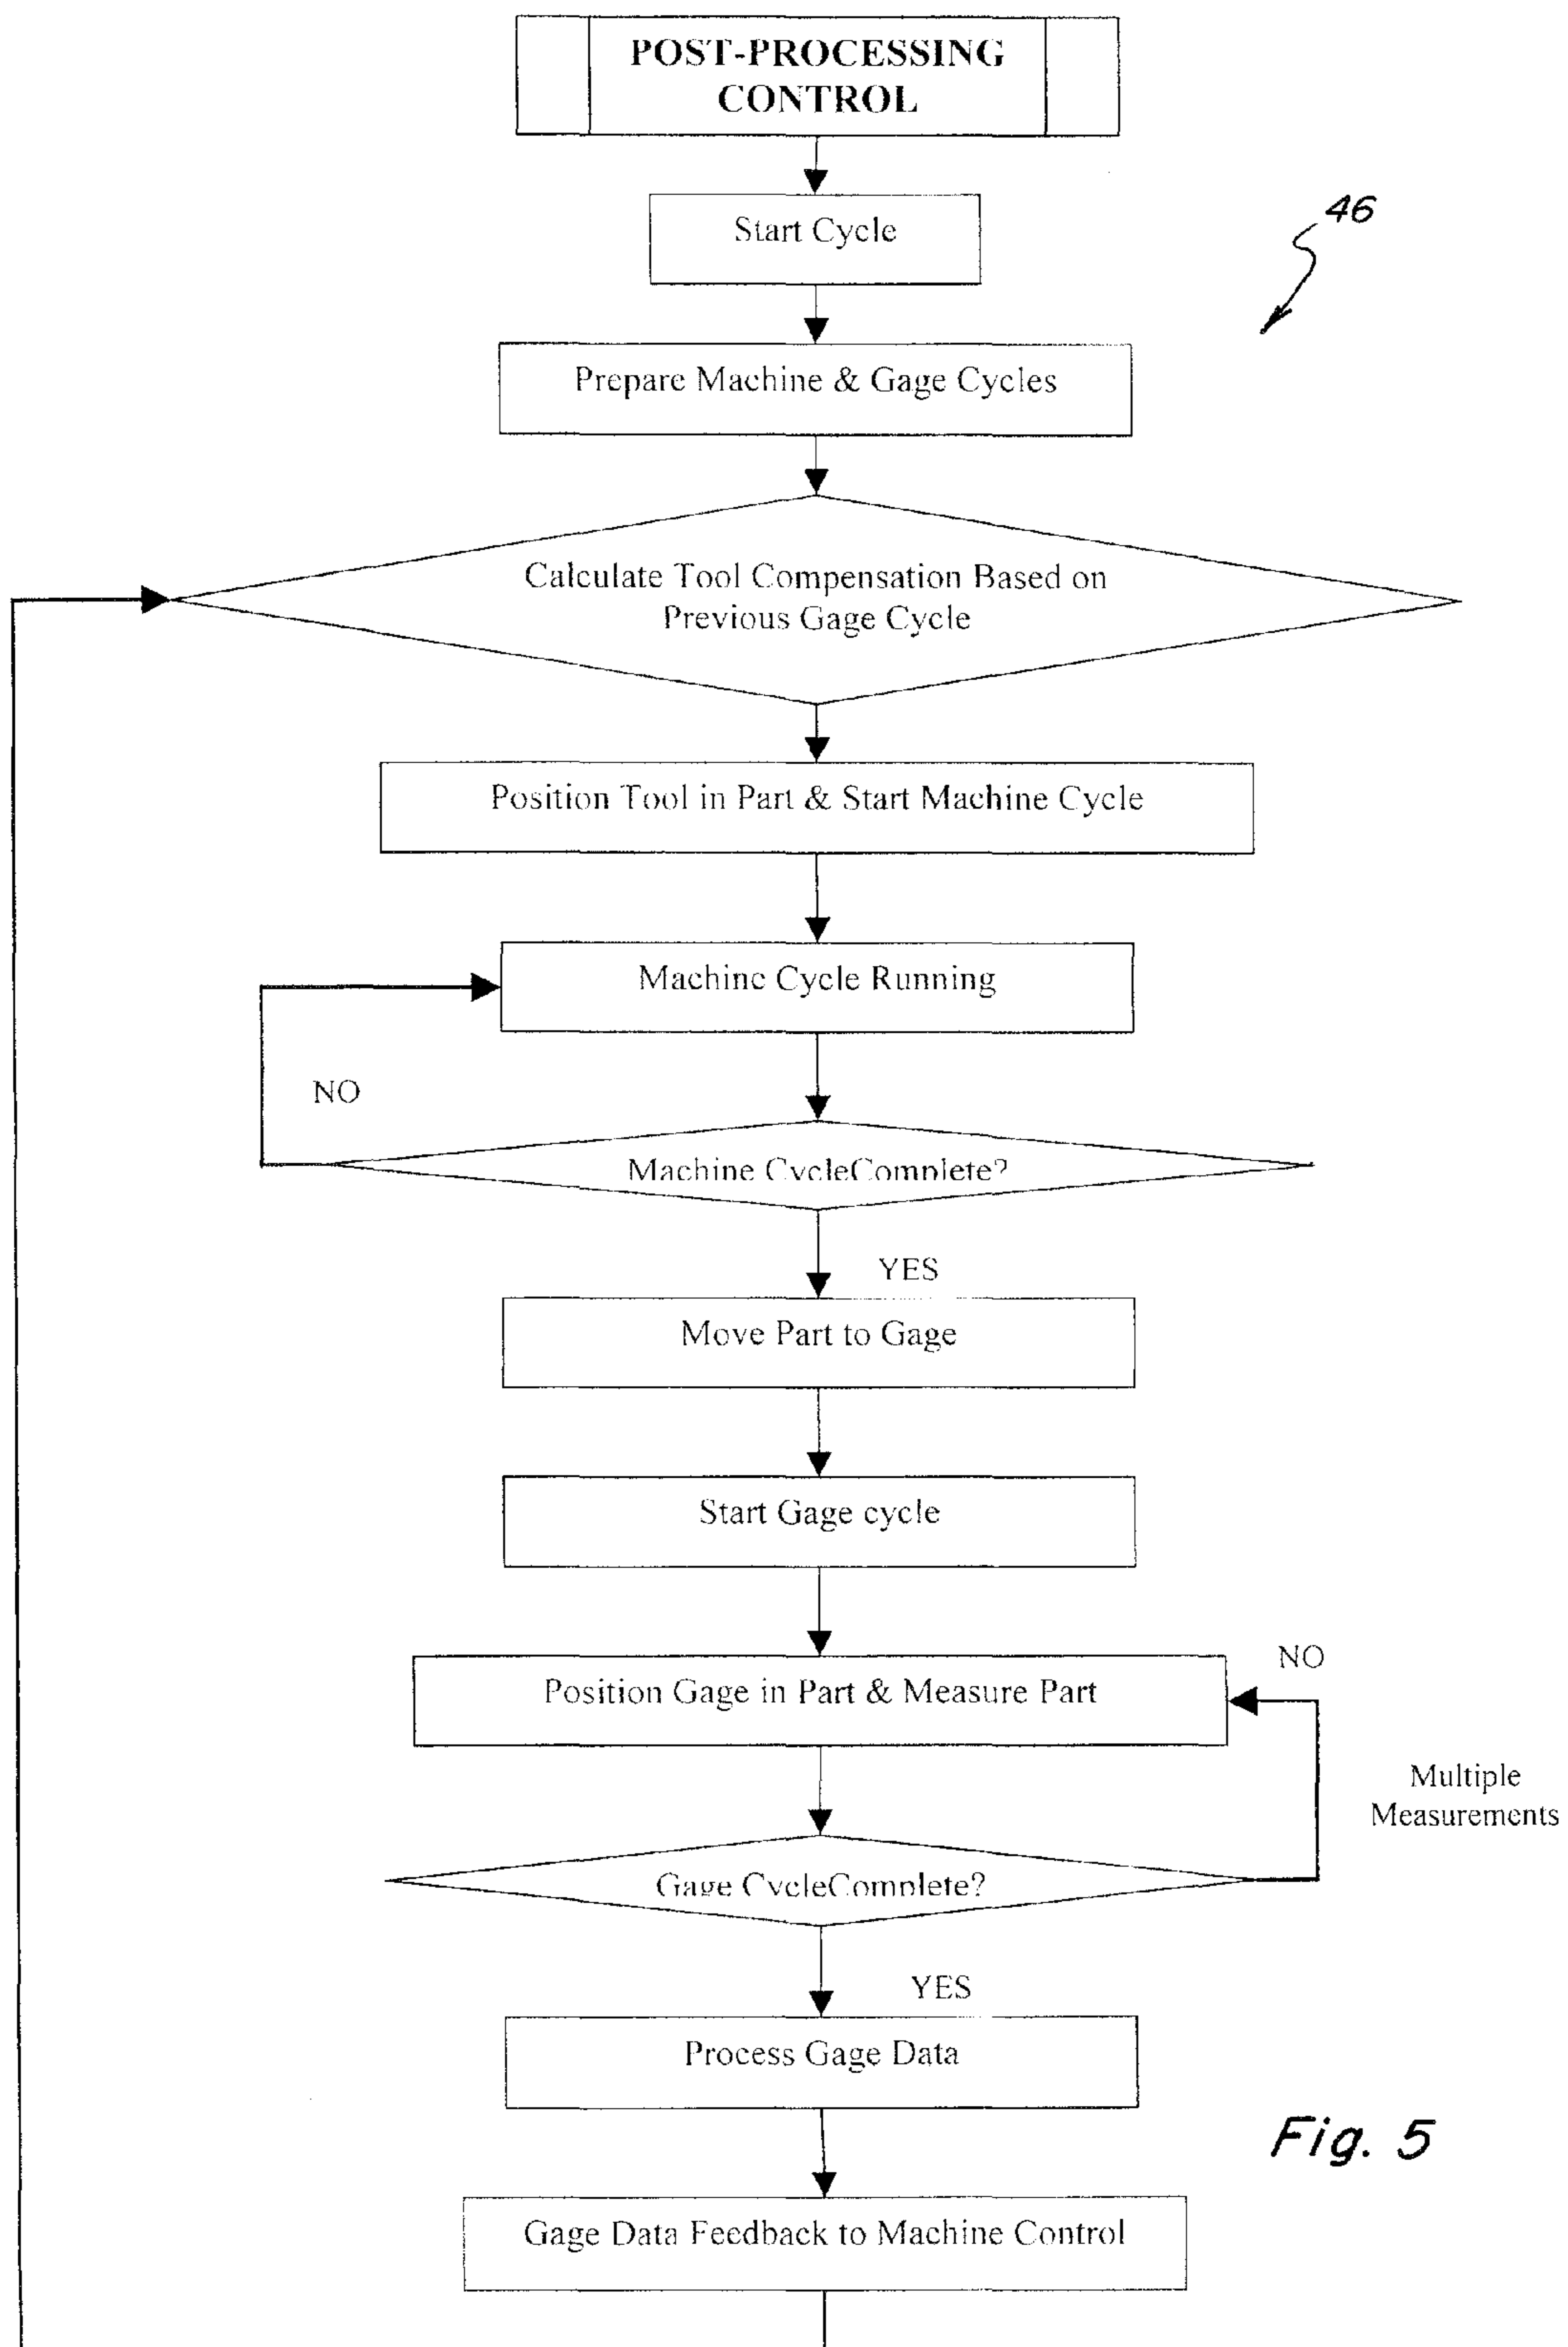 POST-PROCESSING
CONTROL
Start Cycle
46
Prepare Machine & Gage Cycles
Calculate Tool Compensation Based on
Previous Gage Cycle
Position Tool in Part & Start Machine Cycle
Machine Cycle Running
NO
Machine CycleComplete?
YES
Move Part to Gage
Start Gage cycle
NO
Position Gage in Part & Measure Part
Multiple
Measurements
Gage CycleComplete?
YES
Process Gage Data
Fig. 5
Gage Data Feedback to Machine Control